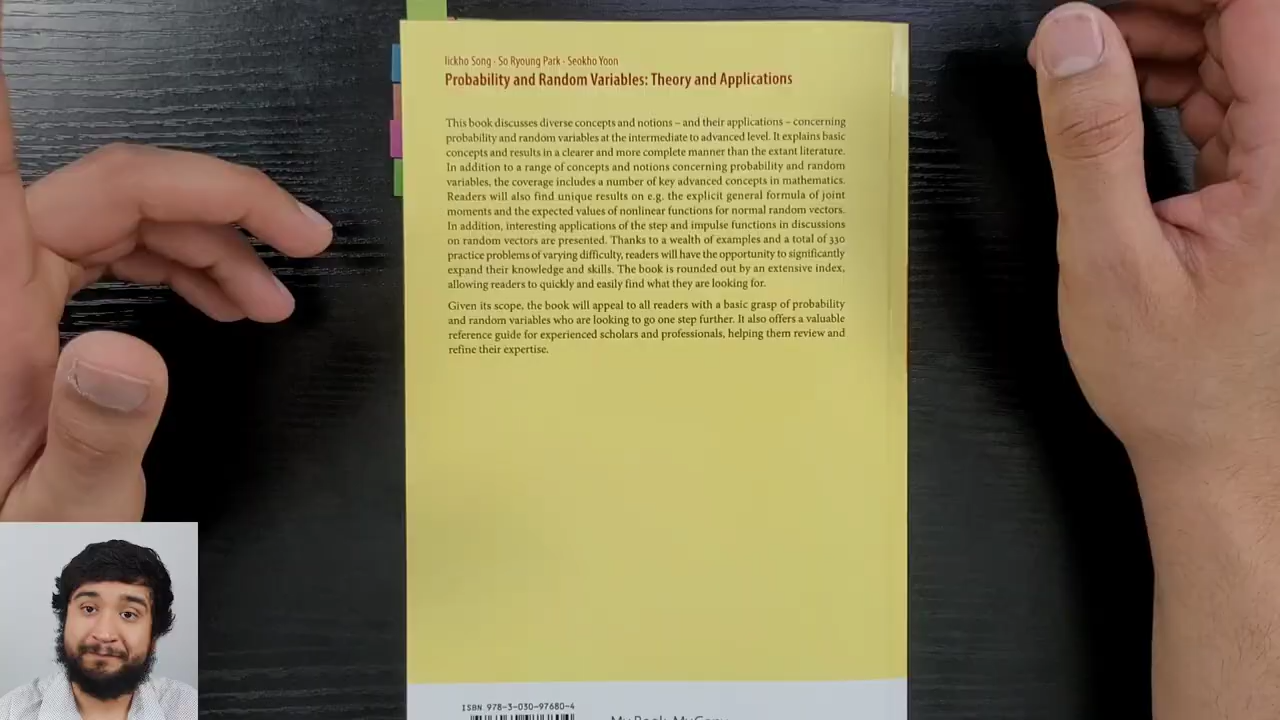 Iickho Song · So Ryoung Park · Seokho Yoon
Probability and Random Variables: Theory and Applications
This book discusses diverse concepts and notions – and their applications – concerning
probability and random variables at the intermediate to advanced level. It explains basic
concepts and results in a clearer and more complete manner than the extant literature.
In addition to a range of concepts and notions concerning probability and random
variables, the coverage includes a number of key advanced concepts in mathematics.
Readers will also find unique results on e.g. the explicit general formula of joint
moments and the expected values of nonlinear functions for normal random vectors.
In addition, interesting applications of the step and impulse functions in discussions
on random vectors are presented. Thanks to a wealth of examples and a total of 330
practice problems of varying difficulty, readers will have the opportunity to significantly
expand their knowledge and skills. The book is rounded out by an extensive index,
allowing readers to quickly and easily find what they are looking for.
Given its scope, the book will appeal to all readers with a basic grasp of probability
and random variables who are looking to go one step further. It also offers a valuable
reference guide for experienced scholars and professionals, helping them review and
refine their expertise.
ISBN 978-3-030-97680-4
My Book. MyCopy